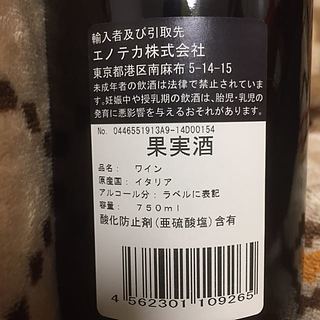 輸入者及び引取先
エノテカ株式会社
東京都港区南麻布 5-14-15
未成年者の飲酒は法律で禁止されています。
妊娠中や授乳期の飲酒は、胎児・乳児の
発育に悪影響を与えるおそれがあります。
No. 0446551913A9-14D00154
果実酒
品名： ワイン
原産国： イタリア
アルコール分： ラベルに表記
容量： 750ml
酸化防止剤(亜硫酸塩)含有
4 562301 109265